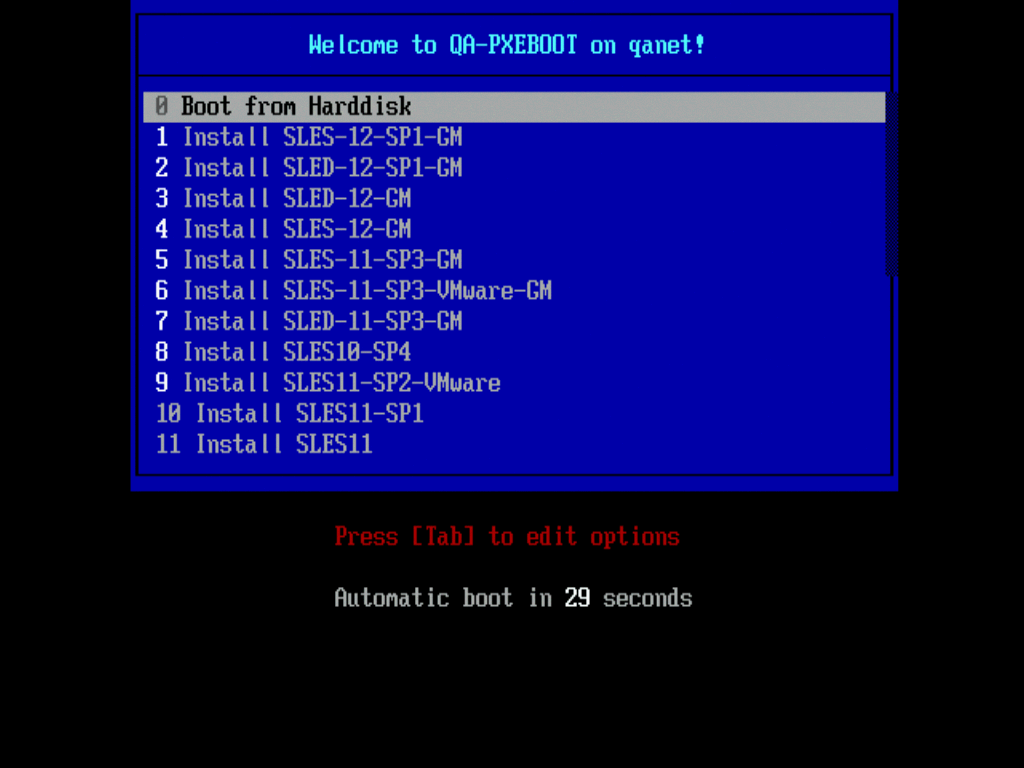 Welcome to QA-PXEBOOT on qanet!
0 Boot from Harddisk
1 Install SLES-12-SP1-GM
2 Install SLED-12-SP1-GM
3 Install SLED-12-GM
4 Install SLES-12-GM
5 Install SLES-11-SP3-GM
6 Install SLES-11-SP3-VMware-GM
7 Install SLED-11-SP3-GM
8 Install SLES10-SP4
9 Install SLES11-SP2-VMware
10 Install SLES11-SP1
11 Install SLES11
Press [Tab] to edit options
Automatic boot in 29 seconds